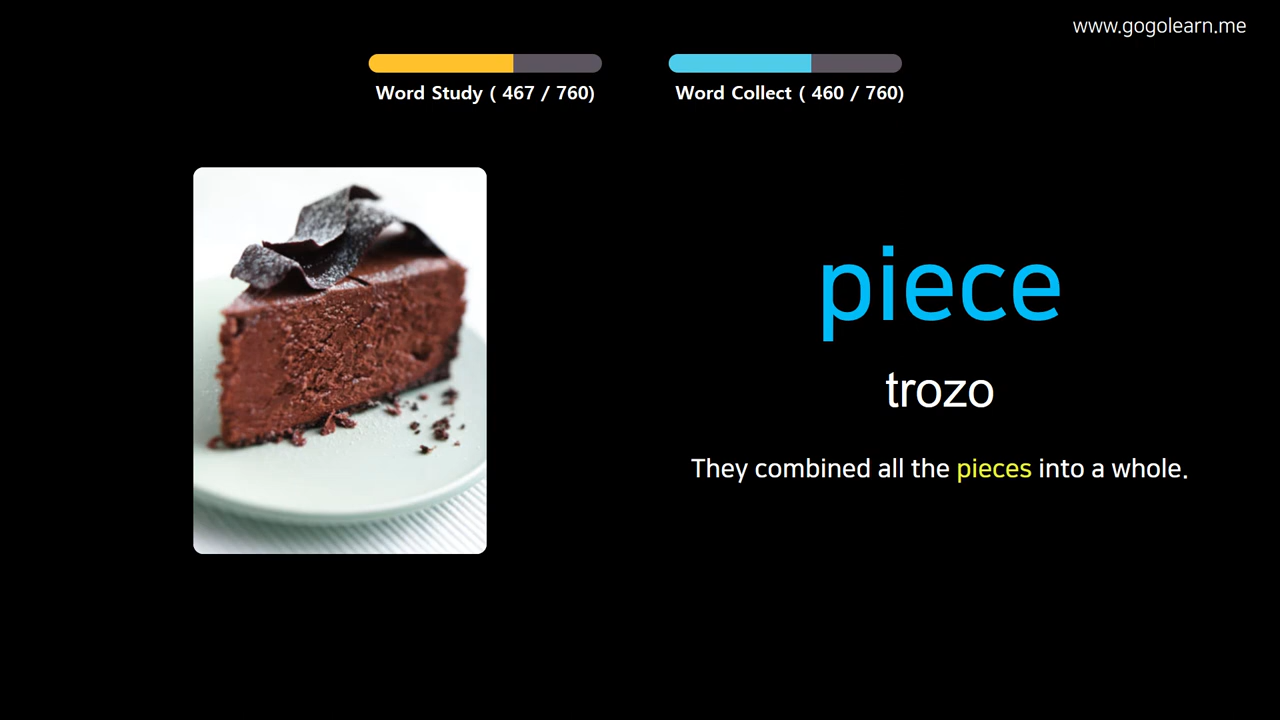 www.gogolearn.me
Word Study ( 467 / 760)
Word Collect ( 460 / 760)
piece
trozo
They combined all the pieces into a whole.